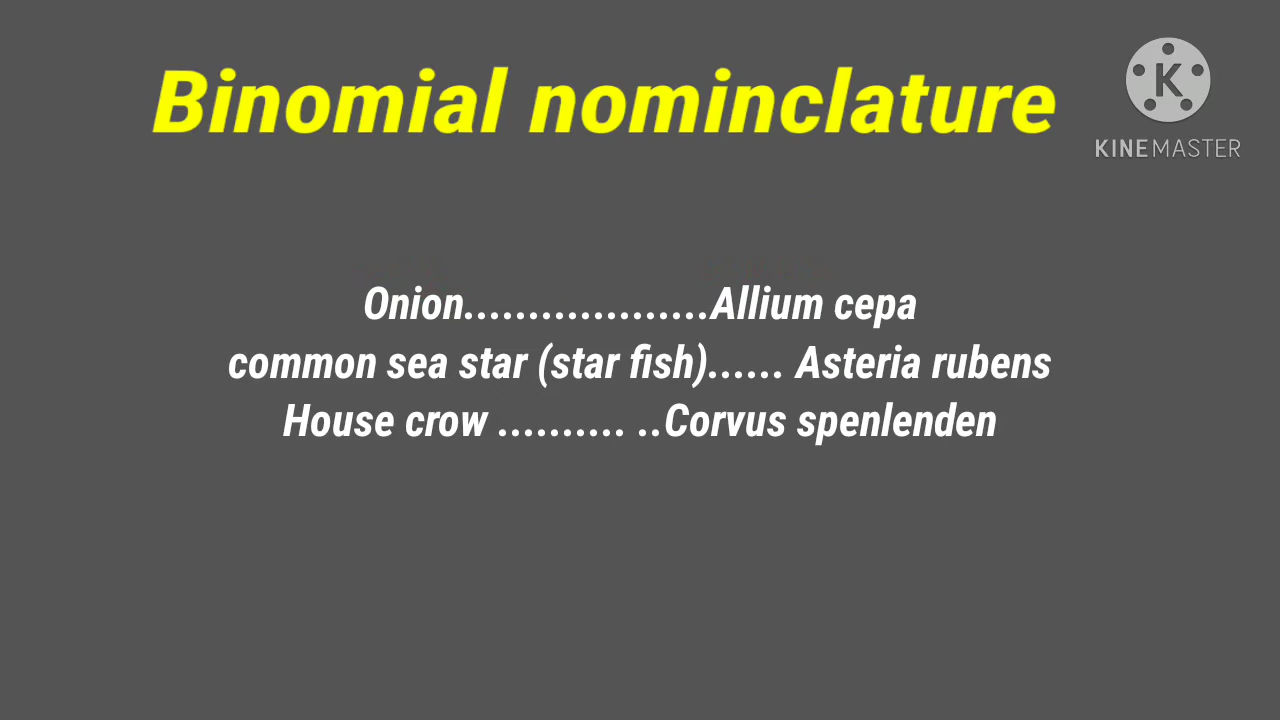 Binomial nominclature
K
KINEMASTER
Onion...................Allium cepa
common sea star (star fish)...... Asteria rubens
House crow .......... ..Corvus spenlenden